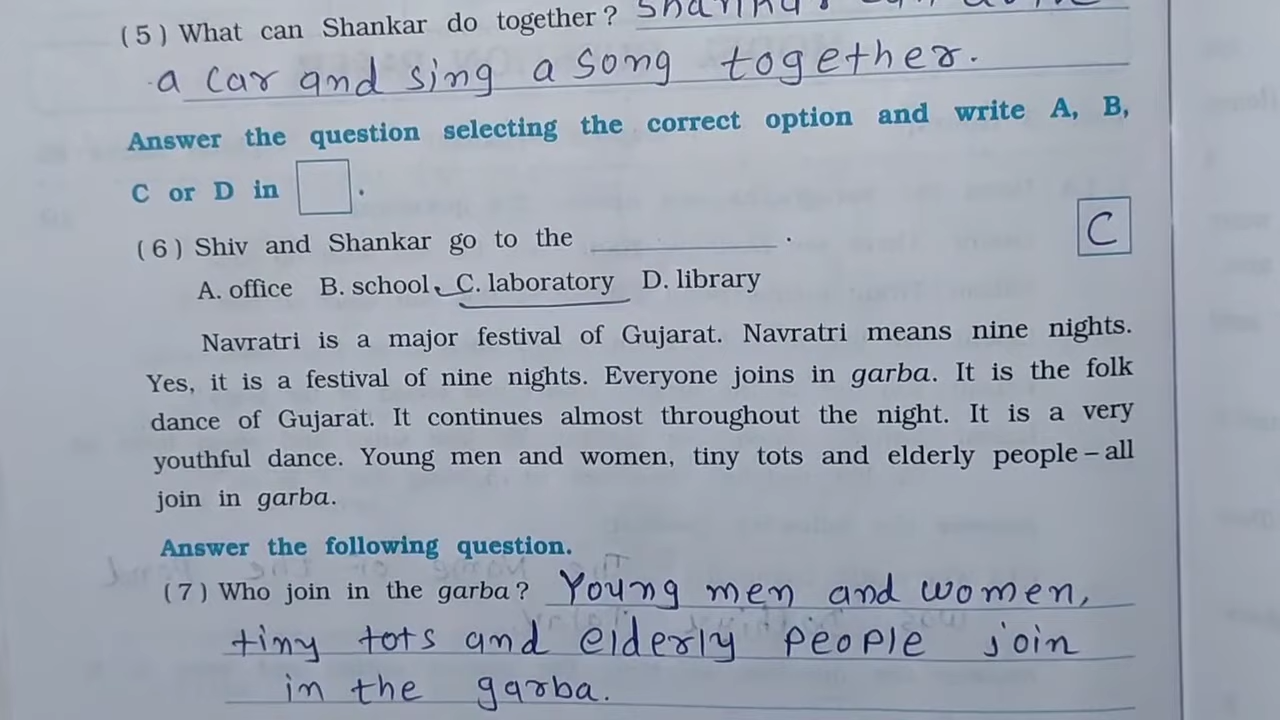 (5) What can Shankar do together?
a car and sing a song together.
Answer the question selecting the correct option and write A, B,
C or D in .
(6) Shiv and Shankar go to the ______ . C
A. office B. school C. laboratory D. library
Navratri is a major festival of Gujarat. Navratri means nine nights.
Yes, it is a festival of nine nights. Everyone joins in garba. It is the folk
dance of Gujarat. It continues almost throughout the night. It is a very
youthful dance. Young men and women, tiny tots and elderly people – all
join in garba.
Answer the following question.
(7) Who join in the garba? Young men and women,
tiny tots and elderly people join
in the garba.